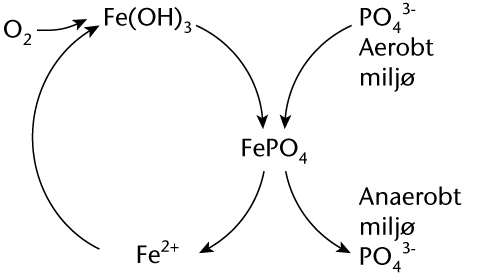 O₂
Fe(OH)₃
PO₄³⁻
Aerobt
miljø
FePO₄
Fe²⁺
Anaerobt
miljø
PO₄³⁻